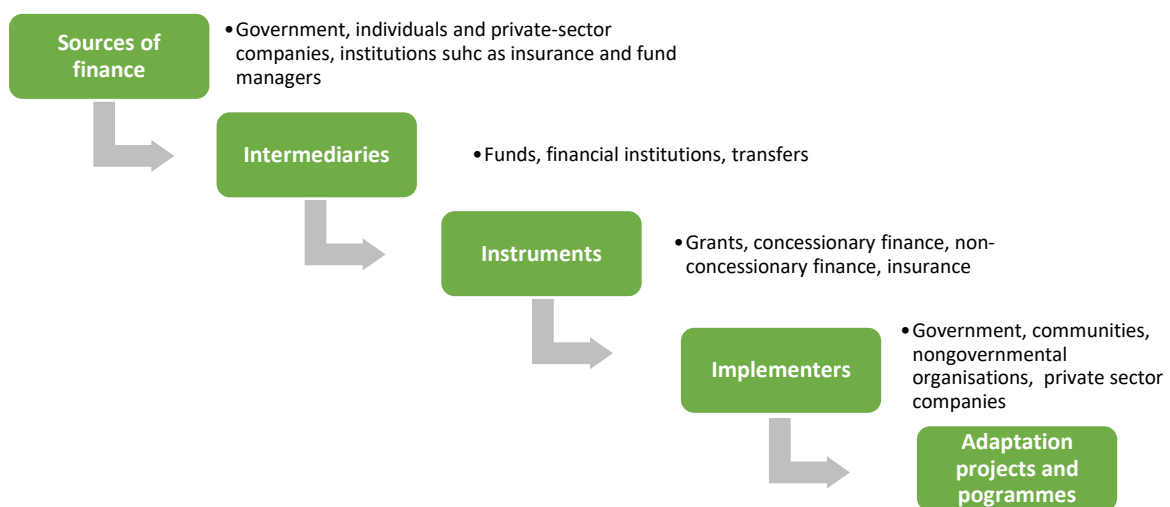 Sources of
finance
•Government, individuals and private-sector
companies, institutions suhc as insurance and fund
managers
Intermediaries
•Funds, financial institutions, transfers
Instruments
•Grants, concessionary finance, non-
concessionary finance, insurance
Implementers
•Government, communities,
nongovernmental
organisations, private sector
companies
Adaptation
projects and
pogrammes